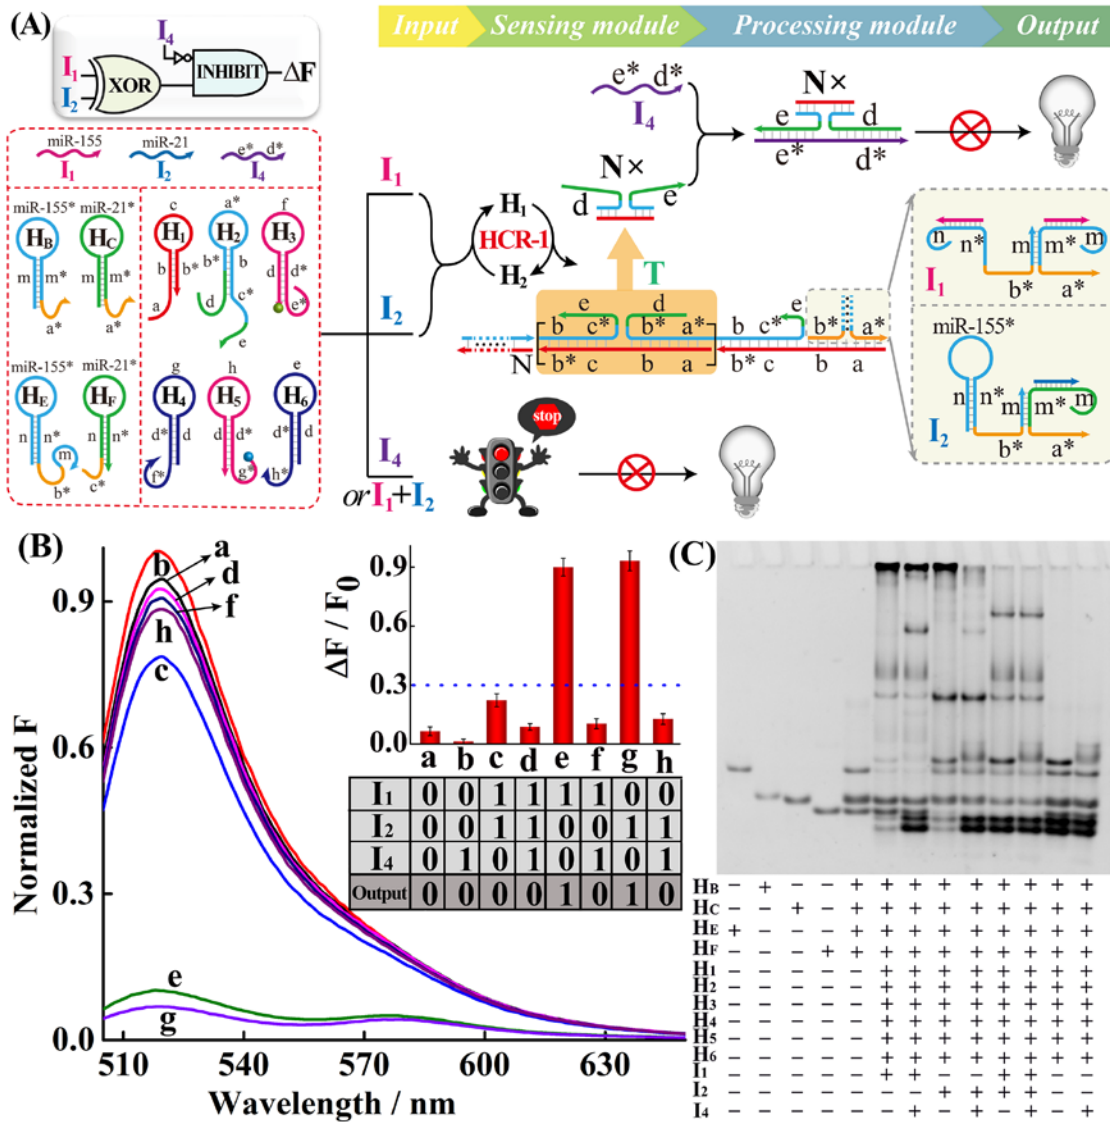 (A)
I4
I1
I2
XOR
INHIBIT
ΔF
Input Sensing module Processing module Output
miR-155 miR-21 e* d*
I1 I2 I4
miR-155* miR-21* c a* f
HB HC H1 H2 H3
m m* m m* b b* b* b d d*
a* a* a d c* e e*
miR-155* miR-21* g h e
HE HF H4 H5 H6
n n* n n* d* d d d* d* d
m b* c* f* g* h*
I1
I2
I4
or I1+I2
H1
HCR-1
H2
stop
e* d*
I4
N×
d e
T
N×
e d
e* d*
e d e
b c* b* a* b c* b* a*
N b* c b a b* c b a
n n* m m* m
I1 b* a*
miR-155*
n n* m m* m
I2 b* a*
(B)
Normalized F
0.9
0.6
0.3
0.0
510 540 570 600 630
Wavelength / nm
b a
d
f
h
c
e
g
ΔF / F0
0.9
0.6
0.3
0.0
a b c d e f g h
I1 0 0 1 1 1 1 0 0
I2 0 0 1 1 0 0 1 1
I4 0 1 0 1 0 1 0 1
Output 0 0 0 0 1 0 1 0
(C)
HB − + − − + + + + + + + + +
HC − − + − + + + + + + + + +
HE + − − − + + + + + + + + +
HF − − − + + + + + + + + + +
H1 − − − − − + + + + + + + +
H2 − − − − − + + + + + + + +
H3 − − − − − + + + + + + + +
H4 − − − − − + + + + + + + +
H5 − − − − − + + + + + + + +
H6 − − − − − + + + + + + + +
I1 − − − − − + + − − + + − −
I2 − − − − − − − + + + + − −
I4 − − − − − − + − + − + − +